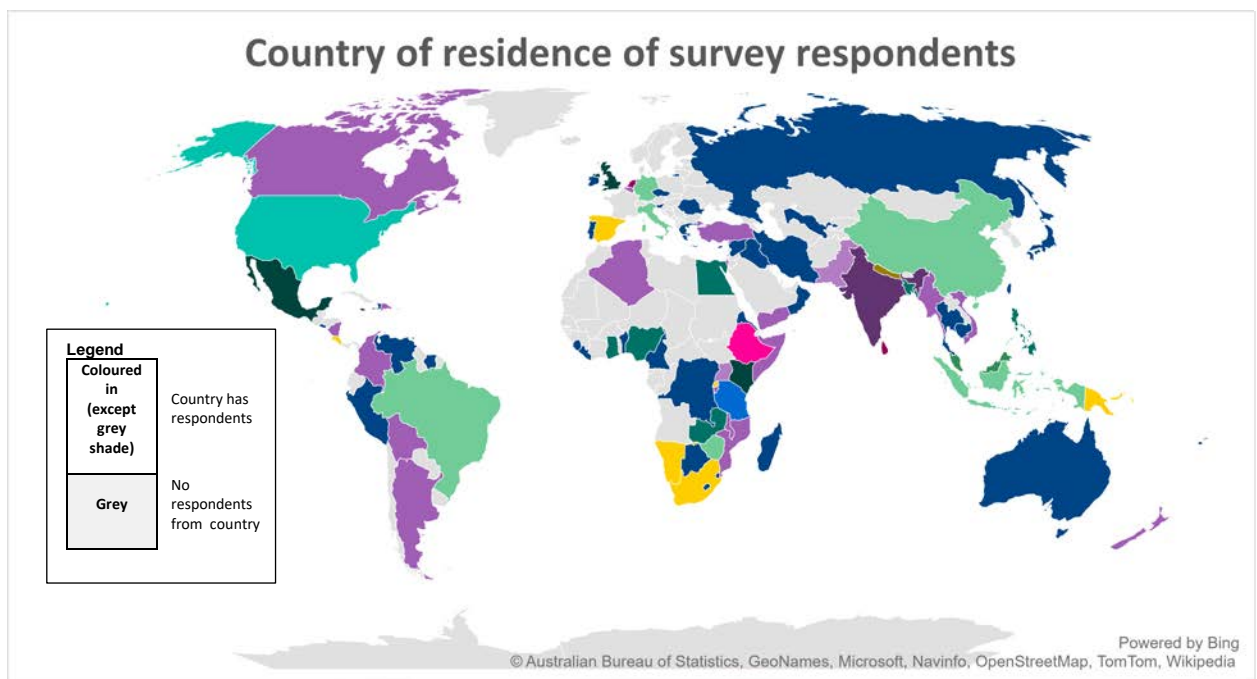 Country of residence of survey respondents
Legend
Coloured
in
(except
grey
shade)
Country has
respondents
Grey
No
respondents
from country
Powered by Bing
© Australian Bureau of Statistics, GeoNames, Microsoft, Navinfo, OpenStreetMap, TomTom, Wikipedia